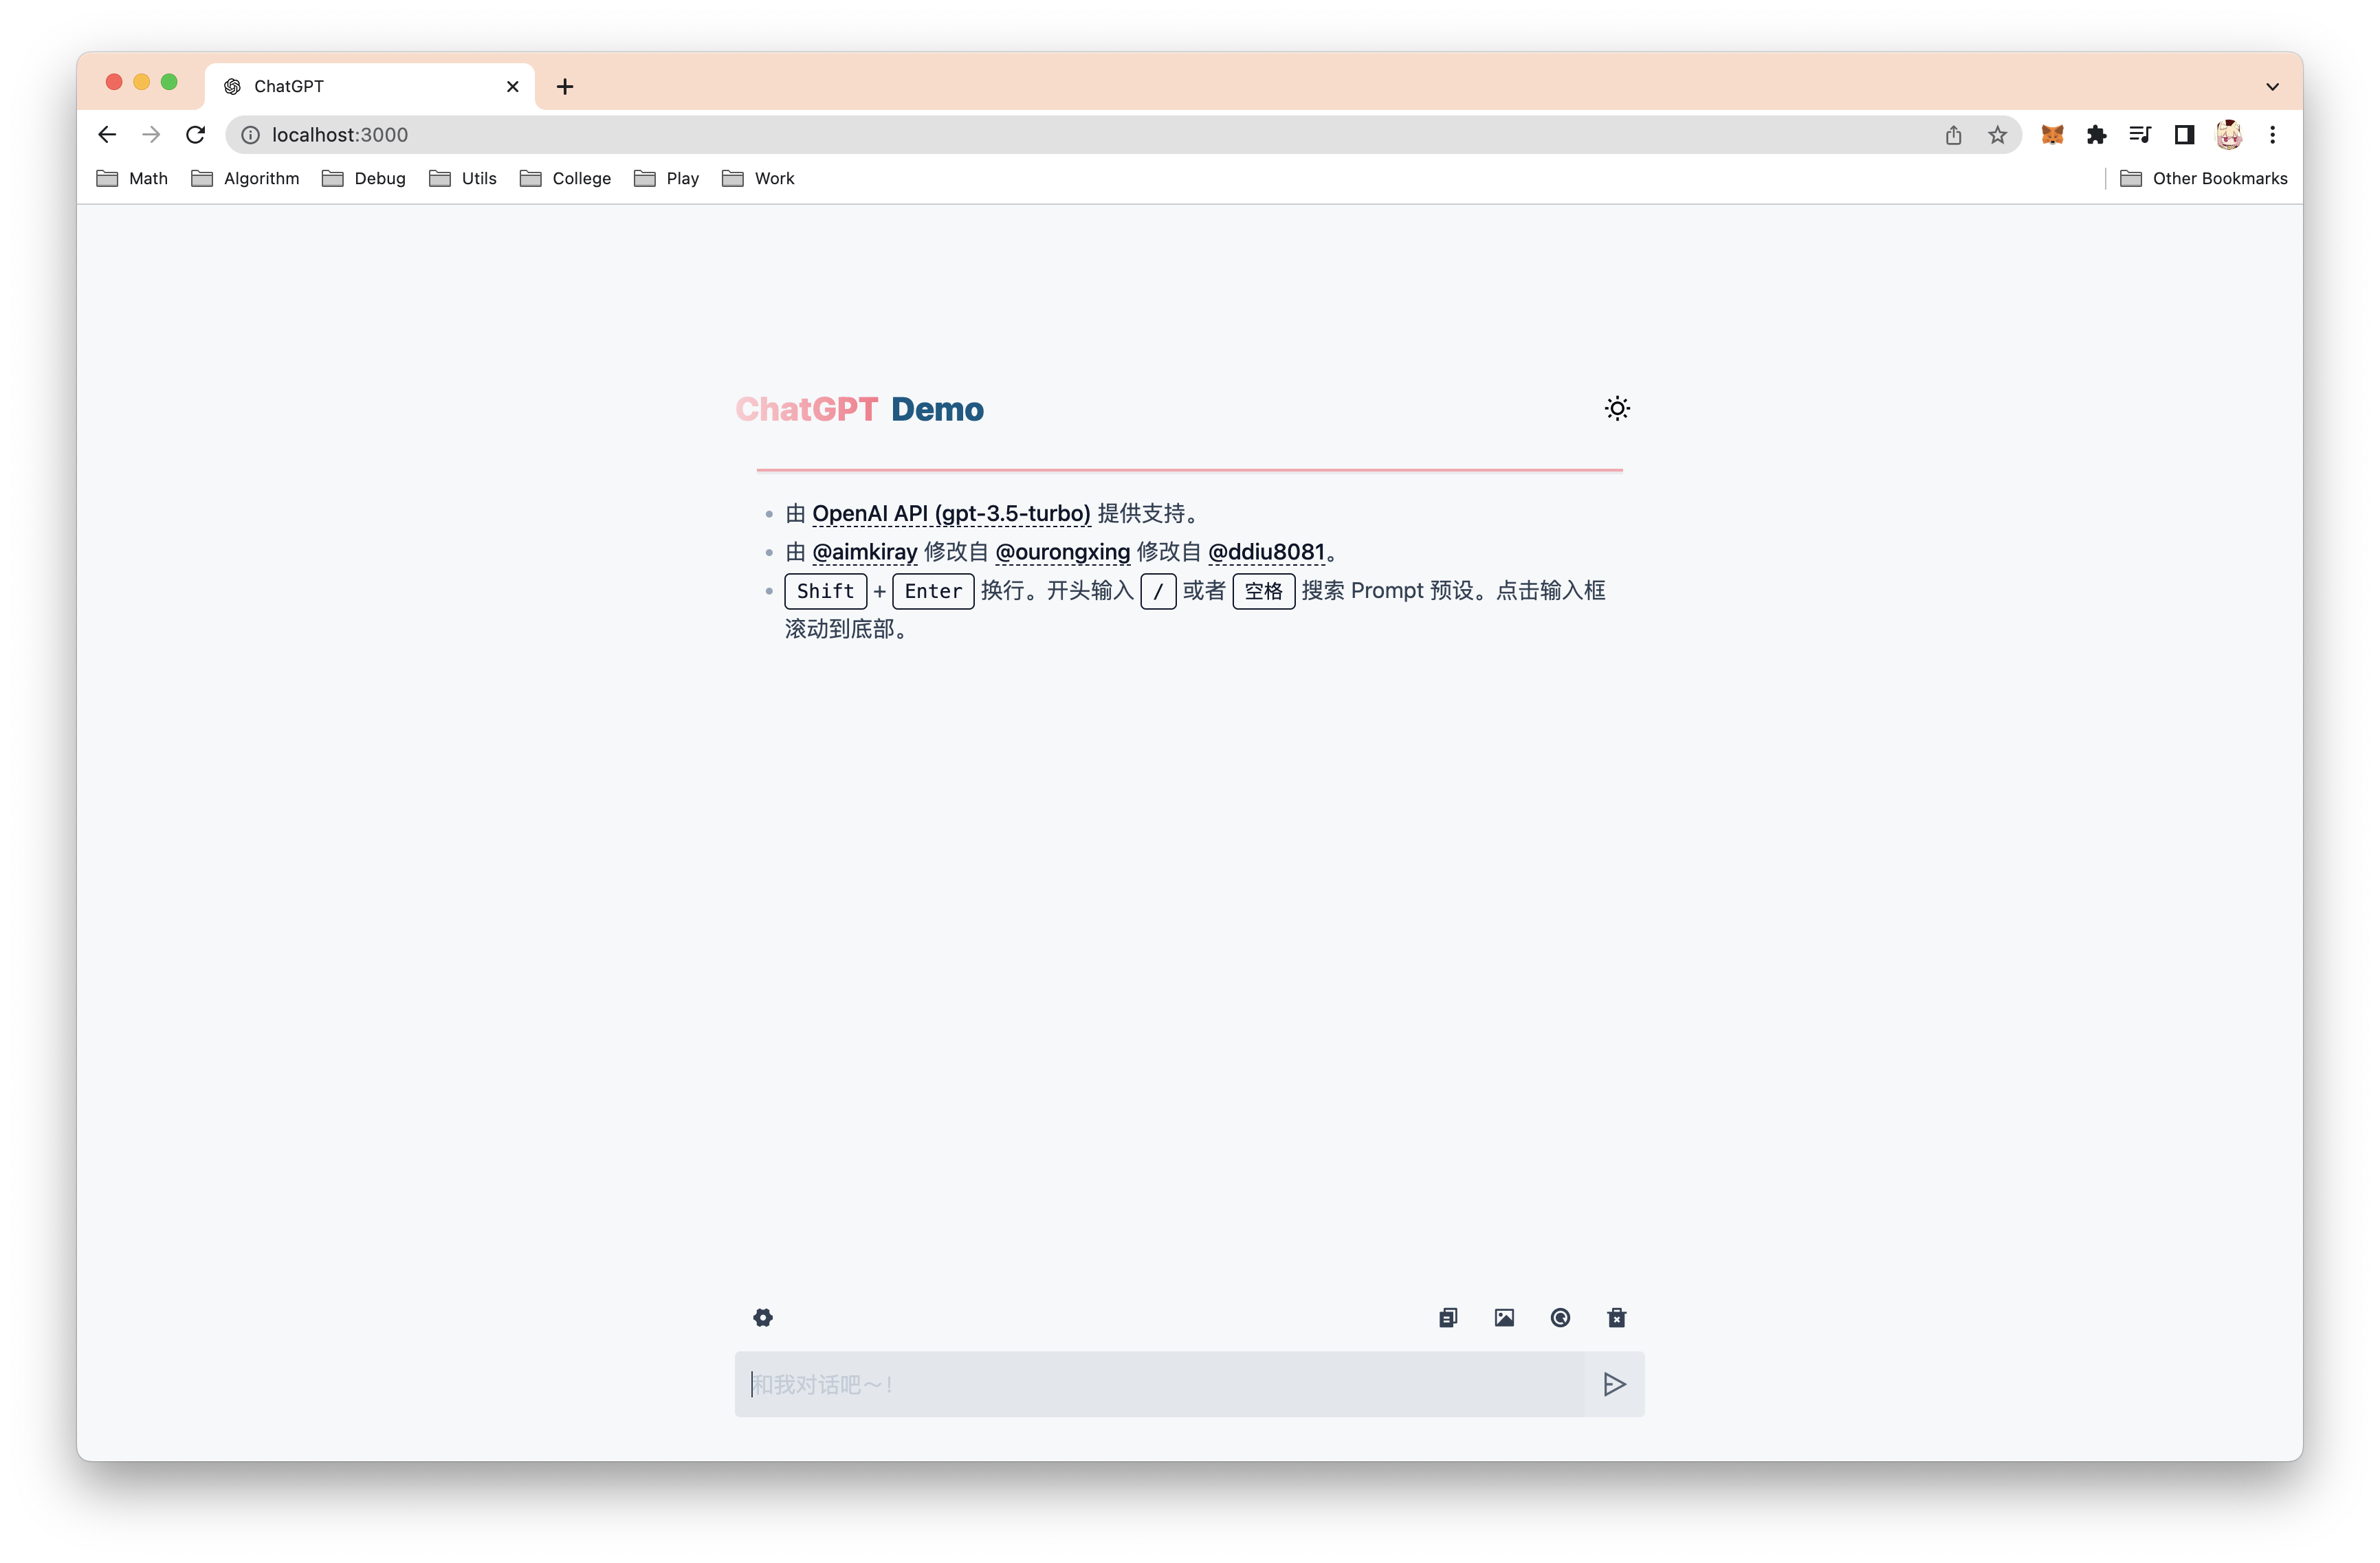 ChatGPT
localhost:3000
Math Algorithm Debug Utils College Play Work Other Bookmarks
ChatGPT Demo
由 OpenAI API (gpt-3.5-turbo) 提供支持。
由 @aimkiray 修改自 @ourongxing 修改自 @ddiu8081。
Shift + Enter 换行。开头输入 / 或者 空格 搜索 Prompt 预设。点击输入框
滚动到底部。
和我对话吧～！